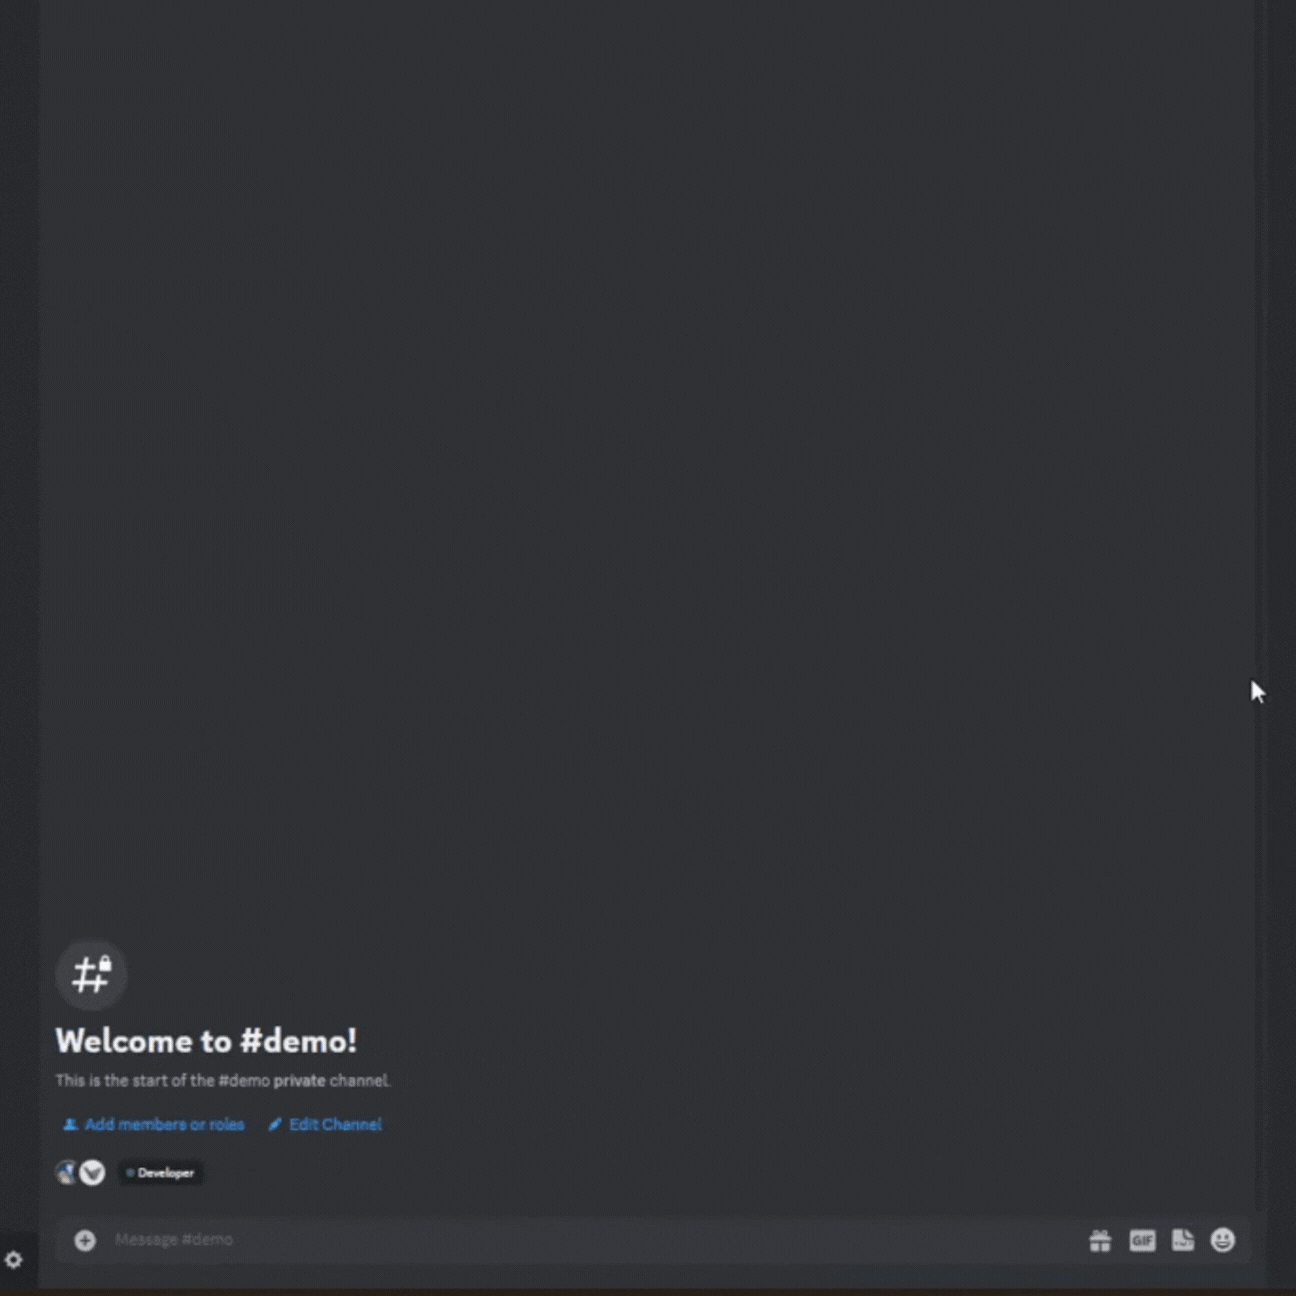 Welcome to #demo!
This is the start of the #demo private channel.
Add members or roles Edit Channel
Developer
Message #demo
GIF